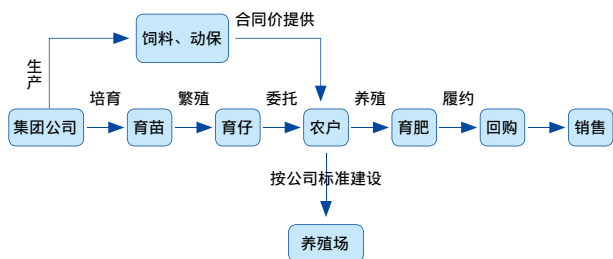 合同价提供
饲料、动保
生产
培育
繁殖
委托
养殖
履约
集团公司
育苗
育仔
农户
育肥
回购
销售
按公司标准建设
养殖场